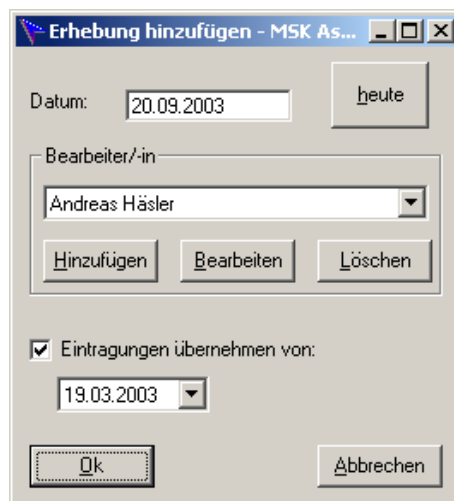 Erhebung hinzufügen - MSK As...
Datum: 20.09.2003 heute
Bearbeiter/-in
Andreas Häsler
Hinzufügen Bearbeiten Löschen
Eintragungen übernehmen von:
19.03.2003
Ok Abbrechen